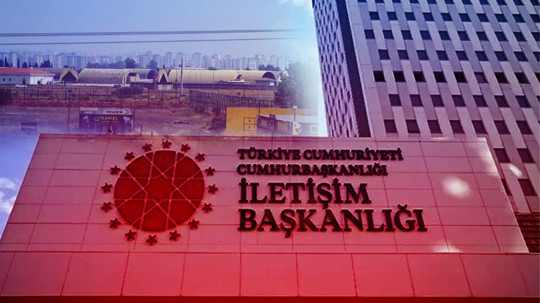 TÜRKİYE CUMHURİYETİ
CUMHURBAŞKANLIĞI
İLETİŞİM
BAŞKANLIĞI